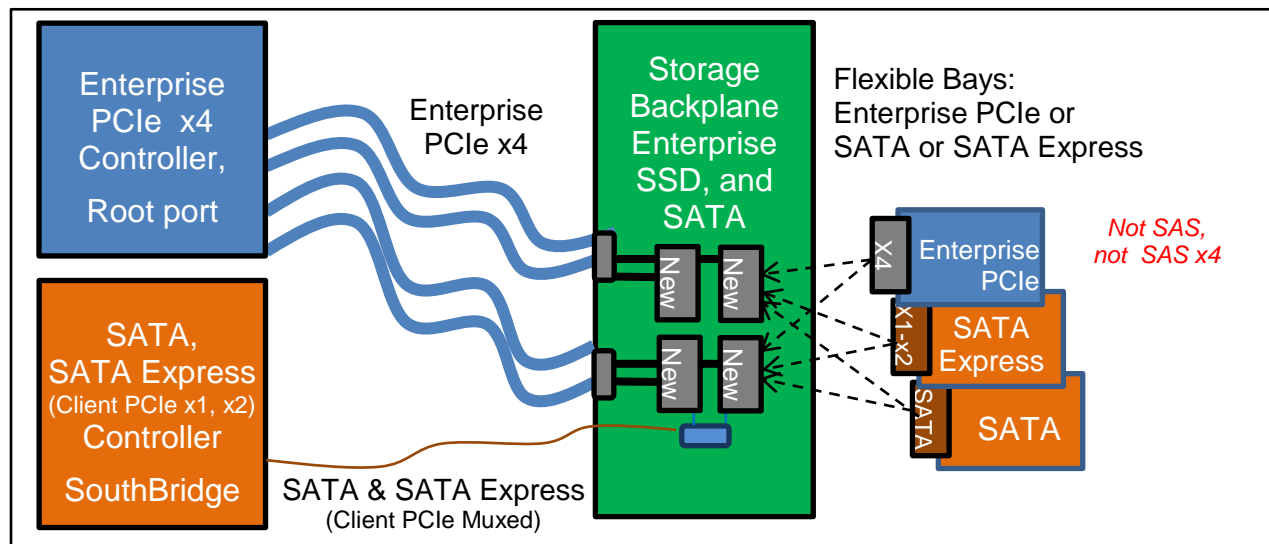 Enterprise
PCIe x4
Controller,
Root port
SATA,
SATA Express
(Client PCIe x1, x2)
Controller
SouthBridge
Enterprise
PCIe x4
SATA & SATA Express
(Client PCIe Muxed)
Storage
Backplane
Enterprise
SSD, and
SATA
New
New
New
New
Flexible Bays:
Enterprise PCIe or
SATA or SATA Express
X4
Enterprise
PCIe
X1-x2
SATA
Express
SATA
SATA
Not SAS,
not SAS x4